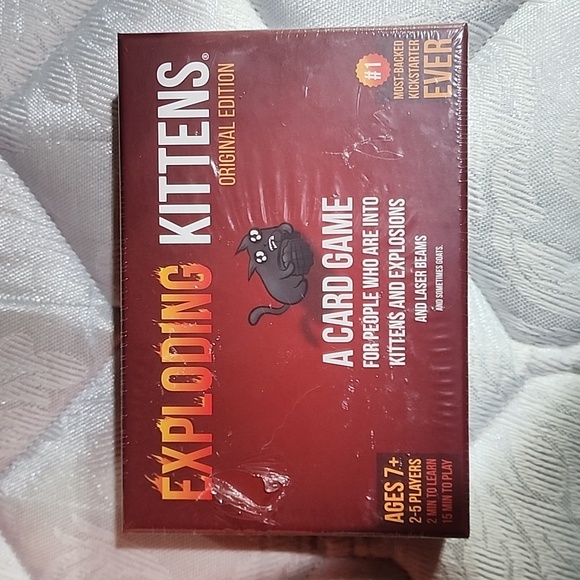 EXPLODING KITTENS®
ORIGINAL EDITION
#1
MOST-BACKED
KICKSTARTER
EVER
A CARD GAME
FOR PEOPLE WHO ARE INTO
KITTENS AND EXPLOSIONS
AND LASER BEAMS
AND SOMETIMES GOATS.
AGES 7+
2-5 PLAYERS
2 MIN TO LEARN
15 MIN TO PLAY